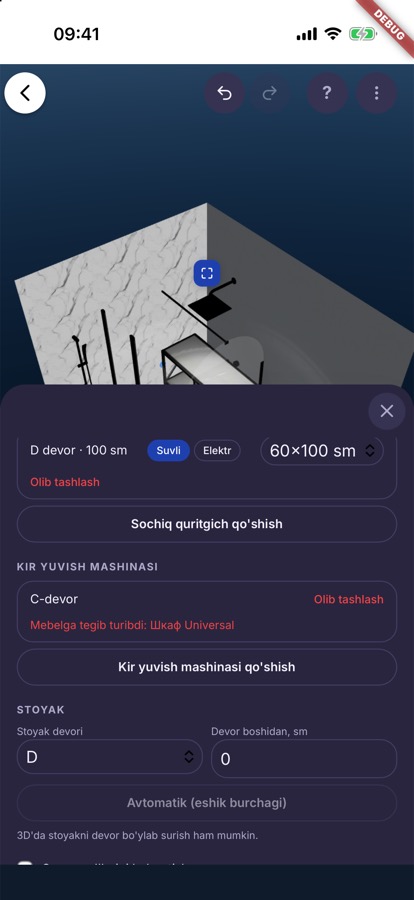 09:41
DEBUG
?
D devor · 100 sm
Suvli
Elektr
60×100 sm
Olib tashlash
Sochiq quritgich qo'shish
KIR YUVISH MASHINASI
C-devor
Olib tashlash
Mebelga tegib turibdi: Шкаф Universal
Kir yuvish mashinasi qo'shish
STOYAK
Stoyak devori
Devor boshidan, sm
D
0
Avtomatik (eshik burchagi)
3D'da stoyakni devor bo'ylab surish ham mumkin.